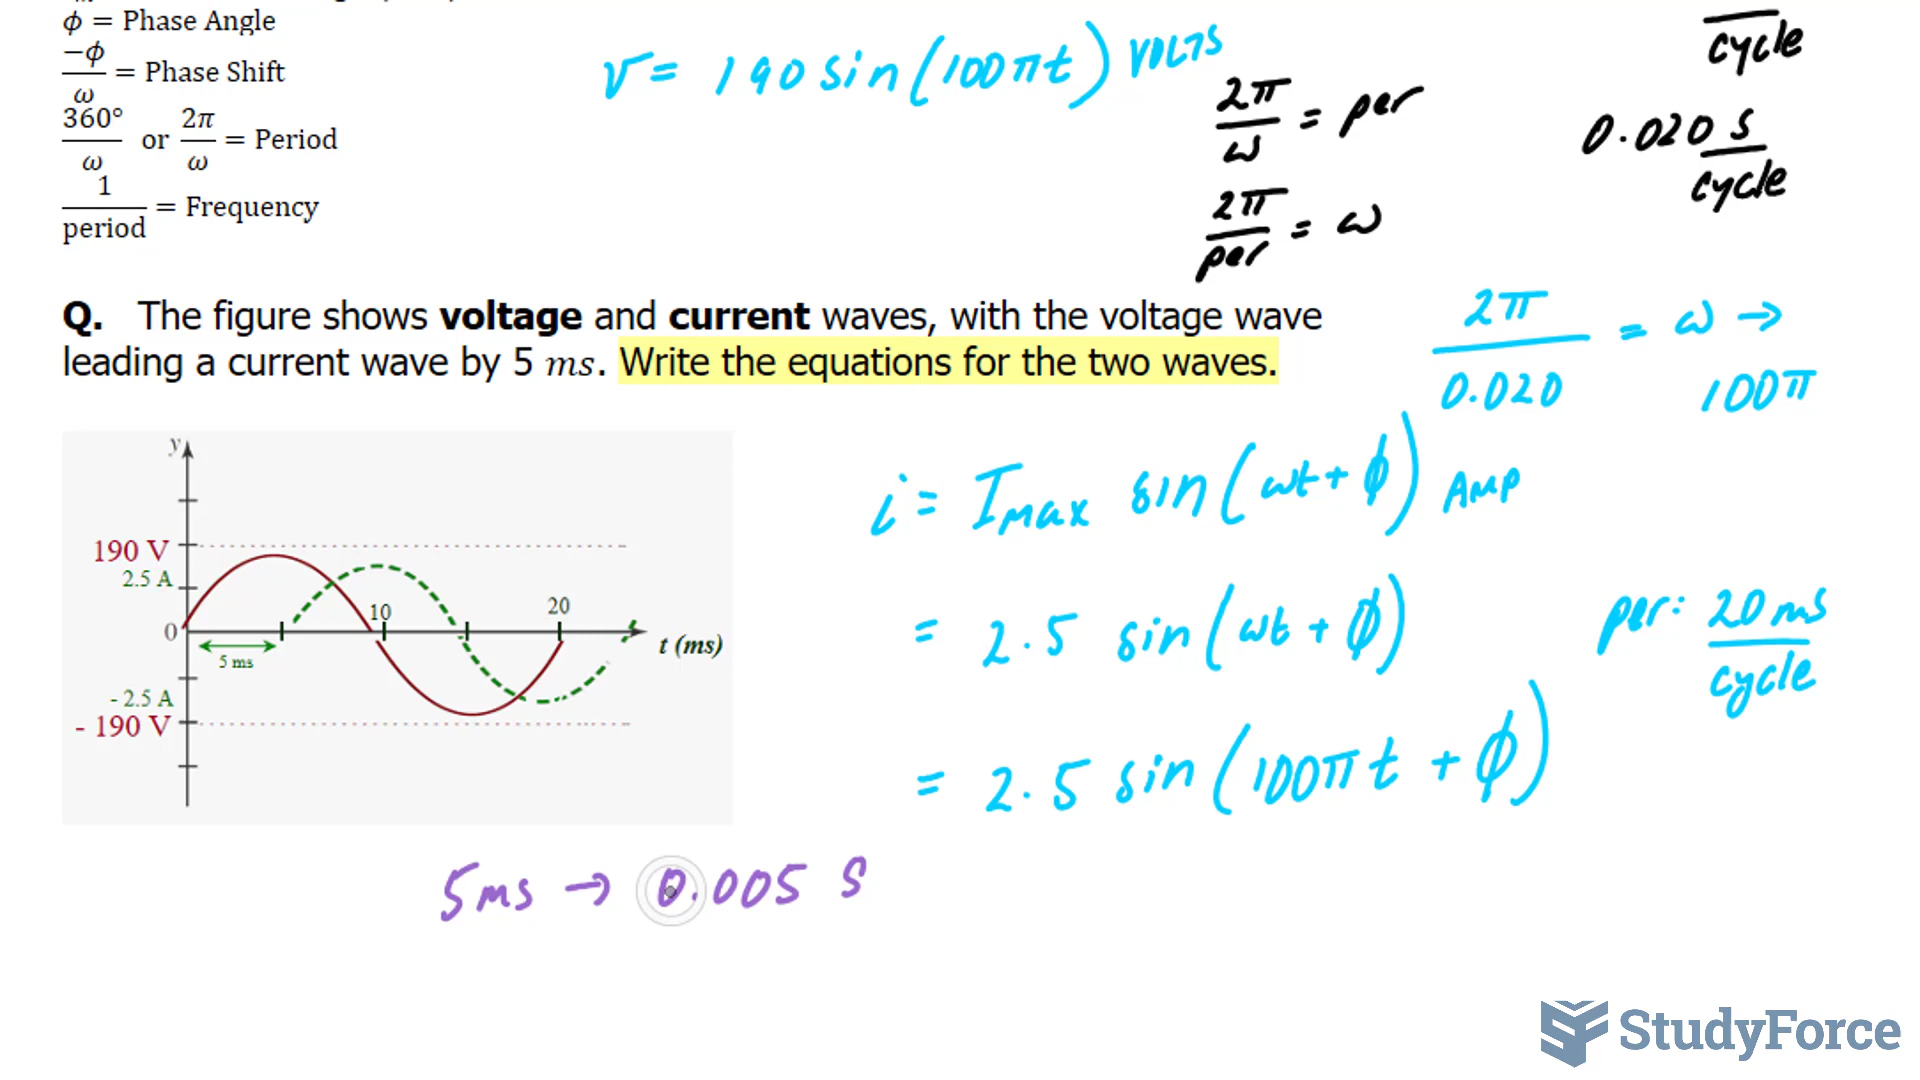 ϕ = Phase Angle
−ϕ/ω = Phase Shift
360°/ω or 2π/ω = Period
1/period = Frequency
v = 190 sin(100πt) VOLTS
2π/ω = per
2π/per = ω
cycle
0.020 s/cycle
Q. The figure shows voltage and current waves, with the voltage wave
leading a current wave by 5 ms. Write the equations for the two waves.
2π/0.020 = ω →
100π
y
190 V
2.5 A
0
10
20
t (ms)
5 ms
- 2.5 A
- 190 V
i = Imax sin(ωt + ϕ) AMP
= 2.5 sin(ωt + ϕ)
= 2.5 sin(100πt + ϕ)
per: 20 ms/cycle
5ms → 0.005 s
StudyForce